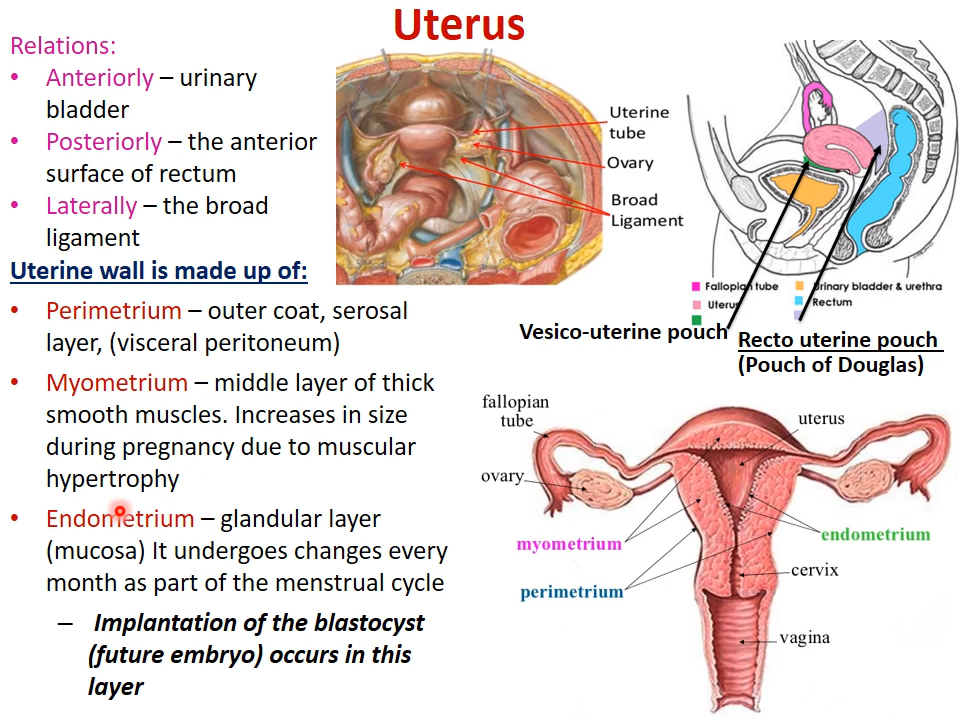 Uterus
Relations:
• Anteriorly – urinary
bladder
• Posteriorly – the anterior
surface of rectum
• Laterally – the broad
ligament
Uterine wall is made up of:
• Perimetrium – outer coat, serosal
layer, (visceral peritoneum)
• Myometrium – middle layer of thick
smooth muscles. Increases in size
during pregnancy due to muscular
hypertrophy
• Endometrium – glandular layer
(mucosa) It undergoes changes every
month as part of the menstrual cycle
– Implantation of the blastocyst
(future embryo) occurs in this
layer
Uterine
tube
Ovary
Broad
Ligament
Fallopian tube
Urinary bladder & urethra
Uterus
Rectum
Vesico-uterine pouch
Recto uterine pouch
(Pouch of Douglas)
fallopian
tube
uterus
ovary
myometrium
endometrium
perimetrium
cervix
vagina